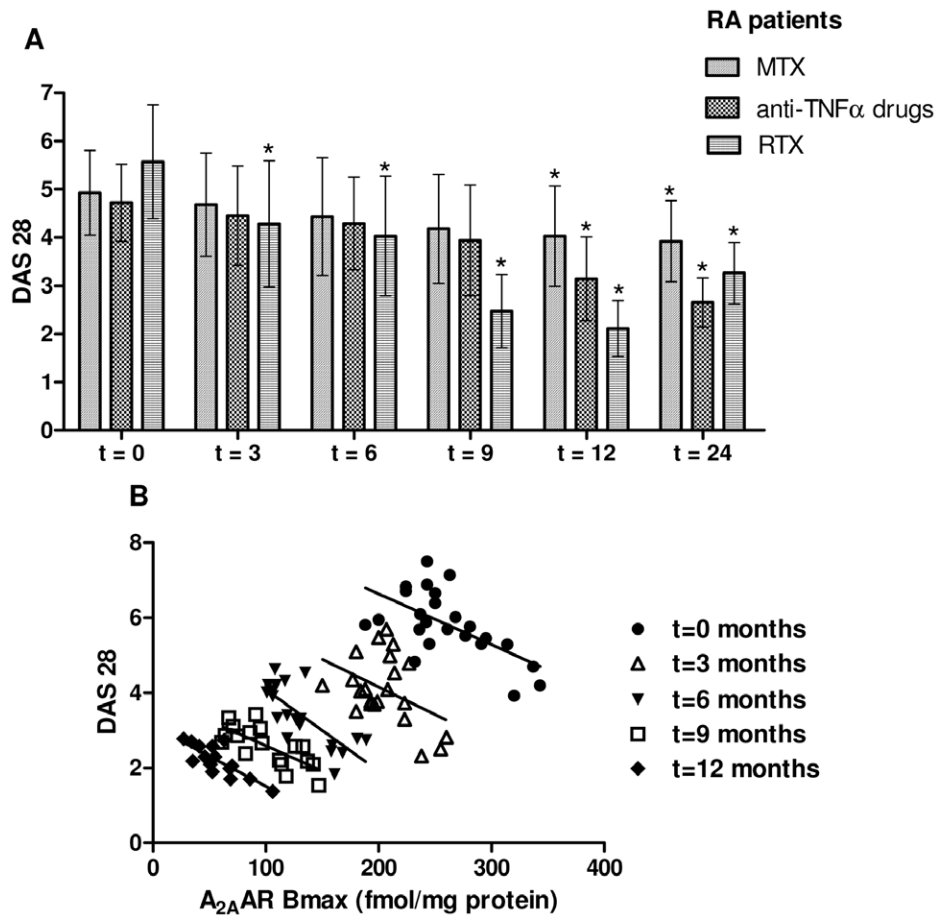 RA patients
A
MTX
anti-TNFα drugs
RTX
7
6
5
4
3
2
1
0
DAS 28
* * * * * * * * *
t = 0 t = 3 t = 6 t = 9 t = 12 t = 24
B
8
6
4
2
0
DAS 28
t=0 months
t=3 months
t=6 months
t=9 months
t=12 months
0 100 200 300 400
A2AAR Bmax (fmol/mg protein)